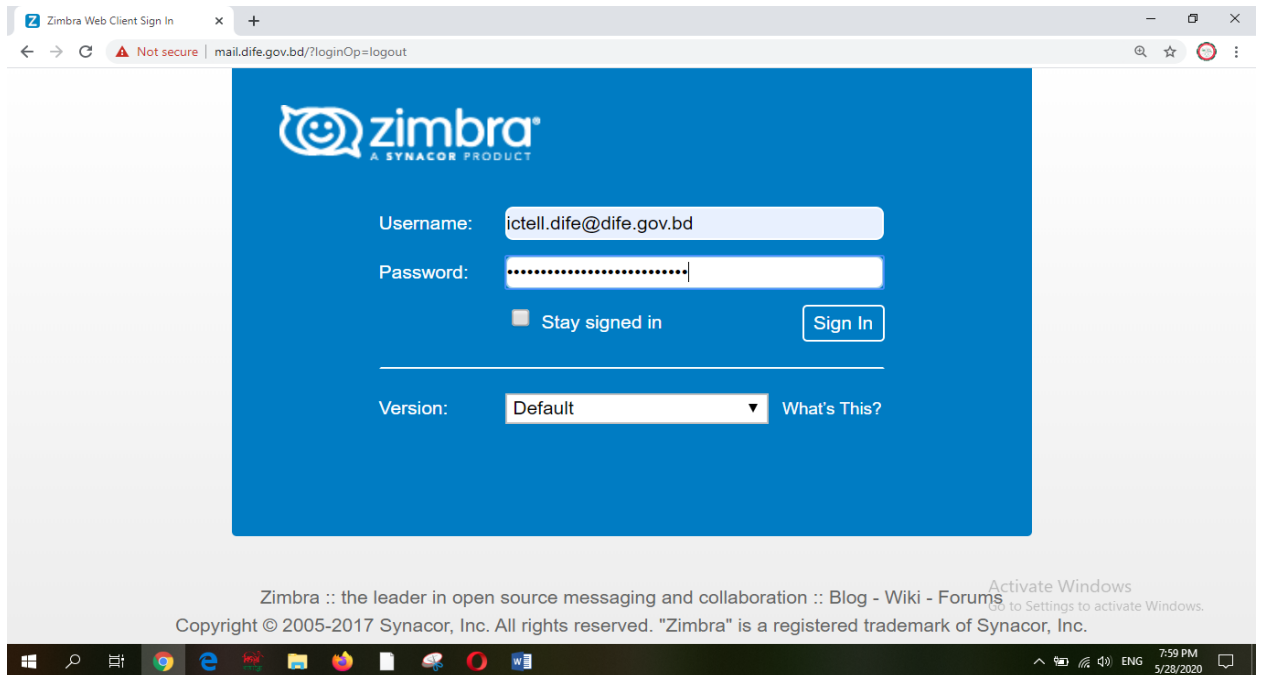 Zimbra Web Client Sign In
Not secure | mail.dife.gov.bd/?loginOp=logout
zimbra®
A SYNACOR PRODUCT
Username: ictell.dife@dife.gov.bd
Password: •••••••••••••••••••••••••••
Stay signed in Sign In
Version: Default What's This?
Activate Windows
Go to Settings to activate Windows.
Zimbra :: the leader in open source messaging and collaboration :: Blog - Wiki - Forums
Copyright © 2005-2017 Synacor, Inc. All rights reserved. "Zimbra" is a registered trademark of Synacor, Inc.
ENG 7:59 PM
5/28/2020